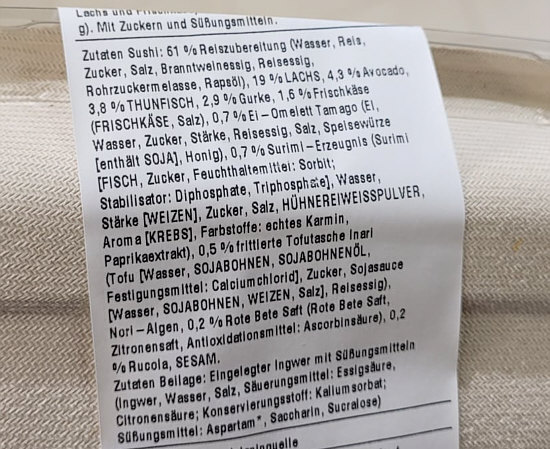 Lachs und
g). Mit Zuckern und Süßungsmitteln.
Zutaten Sushi: 61 % Reiszubereitung (Wasser, Reis,
Zucker, Salz, Branntweinessig, Reisessig,
Rohrzuckermelasse, Rapsöl), 19 % LACHS, 4,3 % Avocado,
3,8 % THUNFISCH, 2,9 % Gurke, 1,6 % Frischkäse
(FRISCHKÄSE, Salz), 0,7 % Ei-Omelett Tamago (Ei,
Wasser, Zucker, Stärke, Reisessig, Salz, Speisewürze
[enthält SOJA], Honig), 0,7 % Surimi-Erzeugnis (Surimi
[FISCH, Zucker, Feuchthaltemittel: Sorbit;
Stabilisator: Diphosphate, Triphosphate], Wasser,
Stärke [WEIZEN], Zucker, Salz, HÜHNEREIWEISSPULVER,
Aroma [KREBS], Farbstoffe: echtes Karmin,
Paprikaextrakt), 0,5 % frittierte Tofutasche Inari
(Tofu [Wasser, SOJABOHNEN, SOJABOHNENÖL,
Festigungsmittel: Calciumchlorid], Zucker, Sojasauce
[Wasser, SOJABOHNEN, WEIZEN, Salz], Reisessig),
Nori-Algen, 0,2 % Rote Bete Saft (Rote Bete Saft,
Zitronensaft, Antioxidationsmittel: Ascorbinsäure), 0,2
% Rucola, SESAM.
Zutaten Beilage: Eingelegter Ingwer mit Süßungsmitteln
(Ingwer, Wasser, Salz, Säuerungsmittel: Essigsäure,
Citronensäure; Konservierungsstoff: Kaliumsorbat;
Süßungsmittel: Aspartam*, Saccharin, Sucralose)